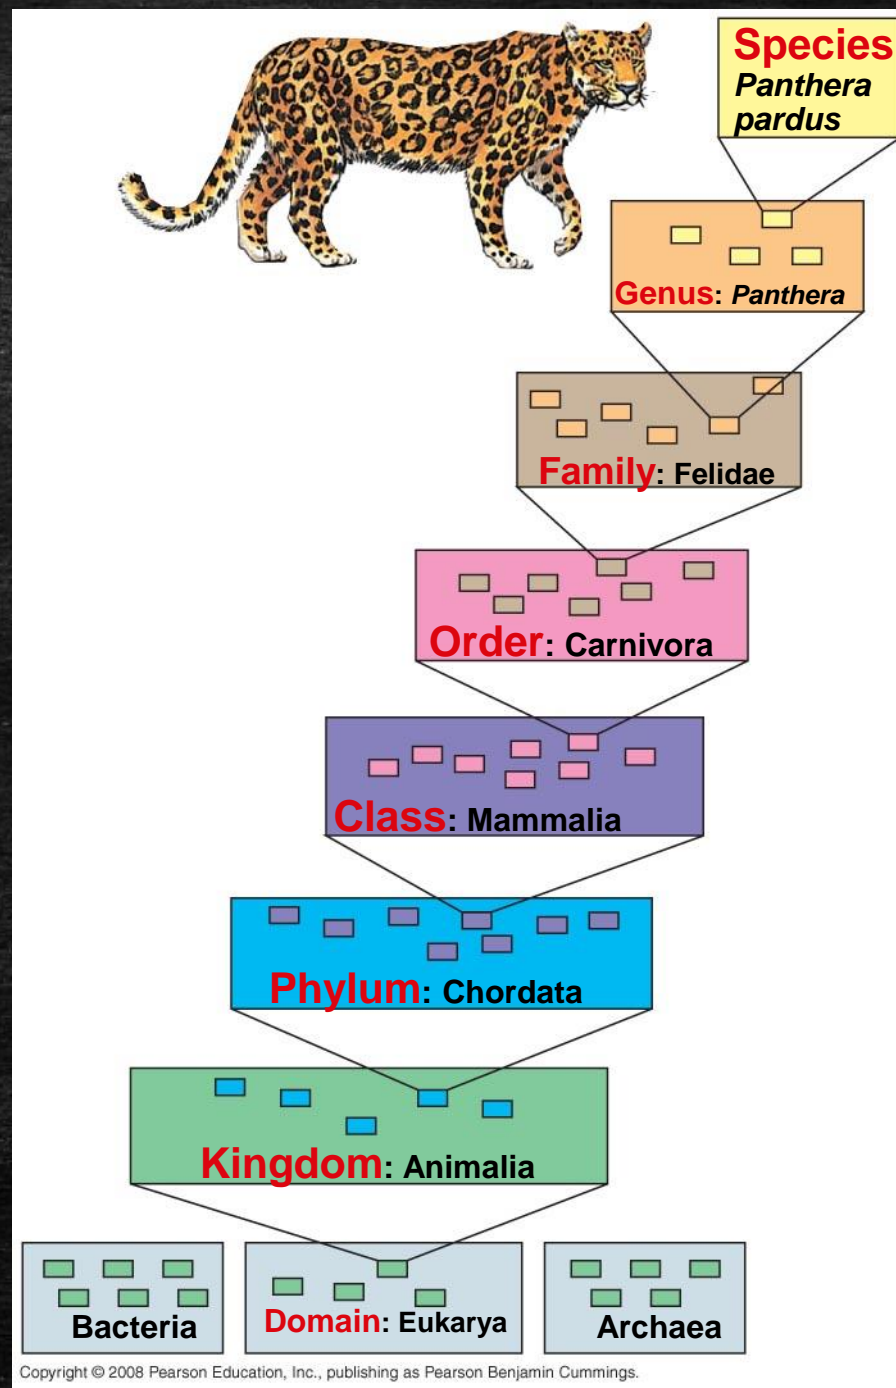 Species
Panthera
pardus
Genus: Panthera
Family: Felidae
Order: Carnivora
Class: Mammalia
Phylum: Chordata
Kingdom: Animalia
Bacteria
Domain: Eukarya
Archaea
Copyright © 2008 Pearson Education, Inc., publishing as Pearson Benjamin Cummings.